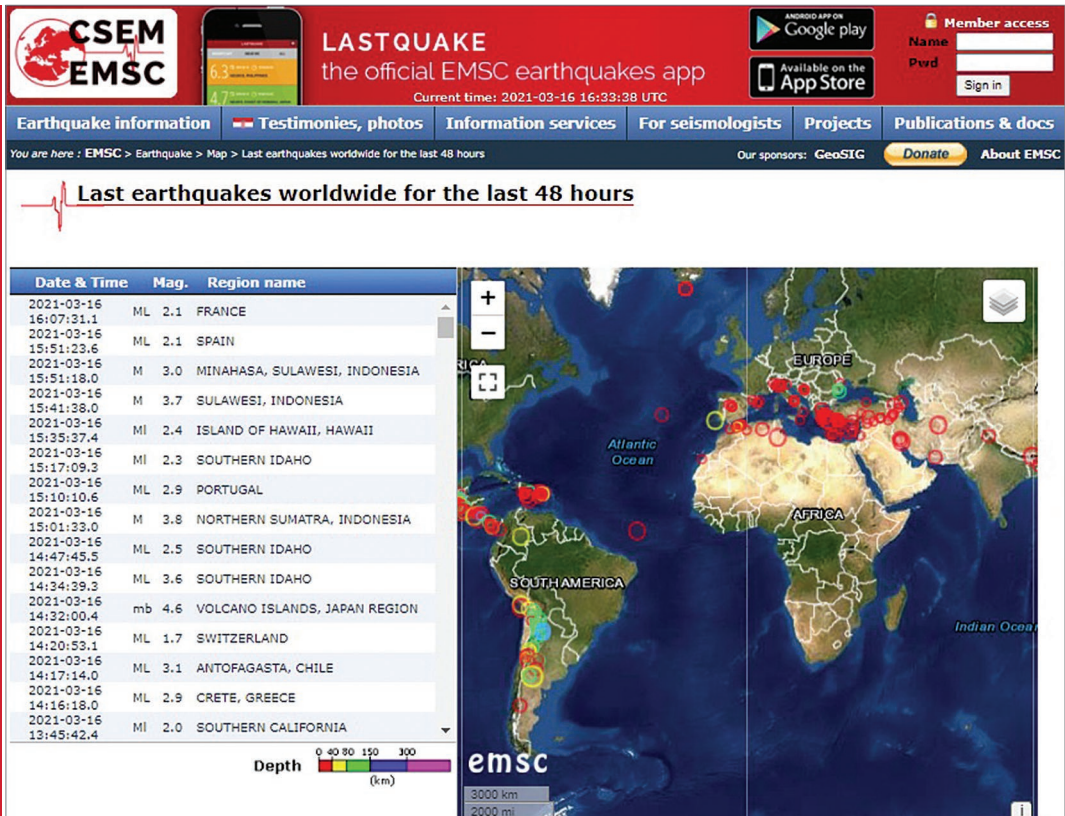 CSEM
EMSC
LASTQUAKE
the official EMSC earthquakes app
Current time: 2021-03-16 16:33:38 UTC
LASTQUAKE
6.3
4.7
ANDROID APP ON
Google play
Available on the
App Store
Member access
Name
Pwd
Sign in
Earthquake information
Testimonies, photos
Information services
For seismologists
Projects
Publications & docs
You are here : EMSC > Earthquake > Map > Last earthquakes worldwide for the last 48 hours
Our sponsors: GeoSIG
Donate
About EMSC
Last earthquakes worldwide for the last 48 hours
Date & Time Mag. Region name
2021-03-16
16:07:31.1 ML 2.1 FRANCE
2021-03-16
15:51:23.6 ML 2.1 SPAIN
2021-03-16
15:51:18.0 M 3.0 MINAHASA, SULAWESI, INDONESIA
2021-03-16
15:41:38.0 M 3.7 SULAWESI, INDONESIA
2021-03-16
15:35:37.4 Ml 2.4 ISLAND OF HAWAII, HAWAII
2021-03-16
15:17:09.3 Ml 2.3 SOUTHERN IDAHO
2021-03-16
15:10:10.6 ML 2.9 PORTUGAL
2021-03-16
15:01:33.0 M 3.8 NORTHERN SUMATRA, INDONESIA
2021-03-16
14:47:45.5 ML 2.5 SOUTHERN IDAHO
2021-03-16
14:34:39.3 ML 3.6 SOUTHERN IDAHO
2021-03-16
14:32:00.4 mb 4.6 VOLCANO ISLANDS, JAPAN REGION
2021-03-16
14:20:53.1 ML 1.7 SWITZERLAND
2021-03-16
14:17:14.0 ML 3.1 ANTOFAGASTA, CHILE
2021-03-16
14:16:18.0 ML 2.9 CRETE, GREECE
2021-03-16
13:45:42.4 Ml 2.0 SOUTHERN CALIFORNIA
Depth
0 40 80 150 300
(km)
+
−
RICA
EUROPE
Atlantic
Ocean
AFRICA
SOUTH AMERICA
Indian Ocean
emsc
3000 km
2000 mi
i